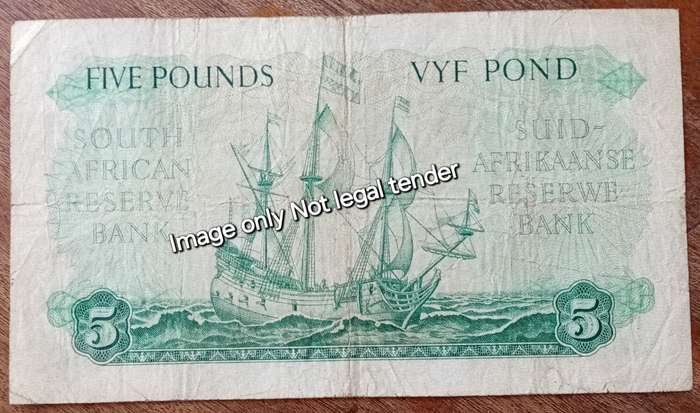 FIVE POUNDS
VYF POND
SOUTH
AFRICAN
RESERVE
BANK
SUID-
AFRIKAANSE
RESERWE
BANK
Image only Not legal tender
5
5